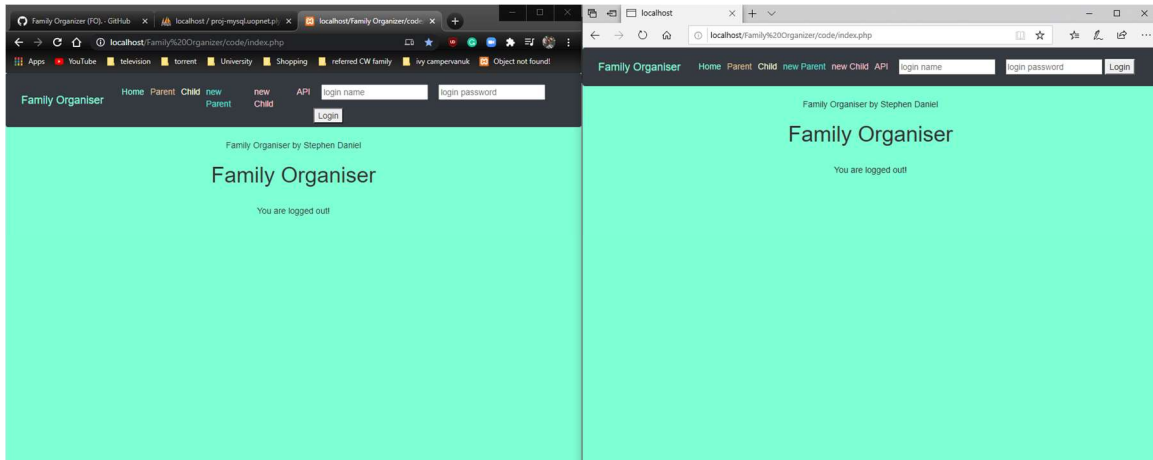 Family Organizer (FO). · GitHub
localhost / proj-mysql.uopnet.pl
localhost/Family Organizer/code
localhost/Family%20Organizer/code/index.php
Apps YouTube television torrent University Shopping referred CW family ivy campervanuk Object not found!
Family Organiser Home Parent Child new Parent new Child API login name login password
Login
Family Organiser by Stephen Daniel
Family Organiser
You are logged out!
localhost
localhost/Family%20Organizer/code/index.php
Family Organiser Home Parent Child new Parent new Child API login name login password Login
Family Organiser by Stephen Daniel
Family Organiser
You are logged out!